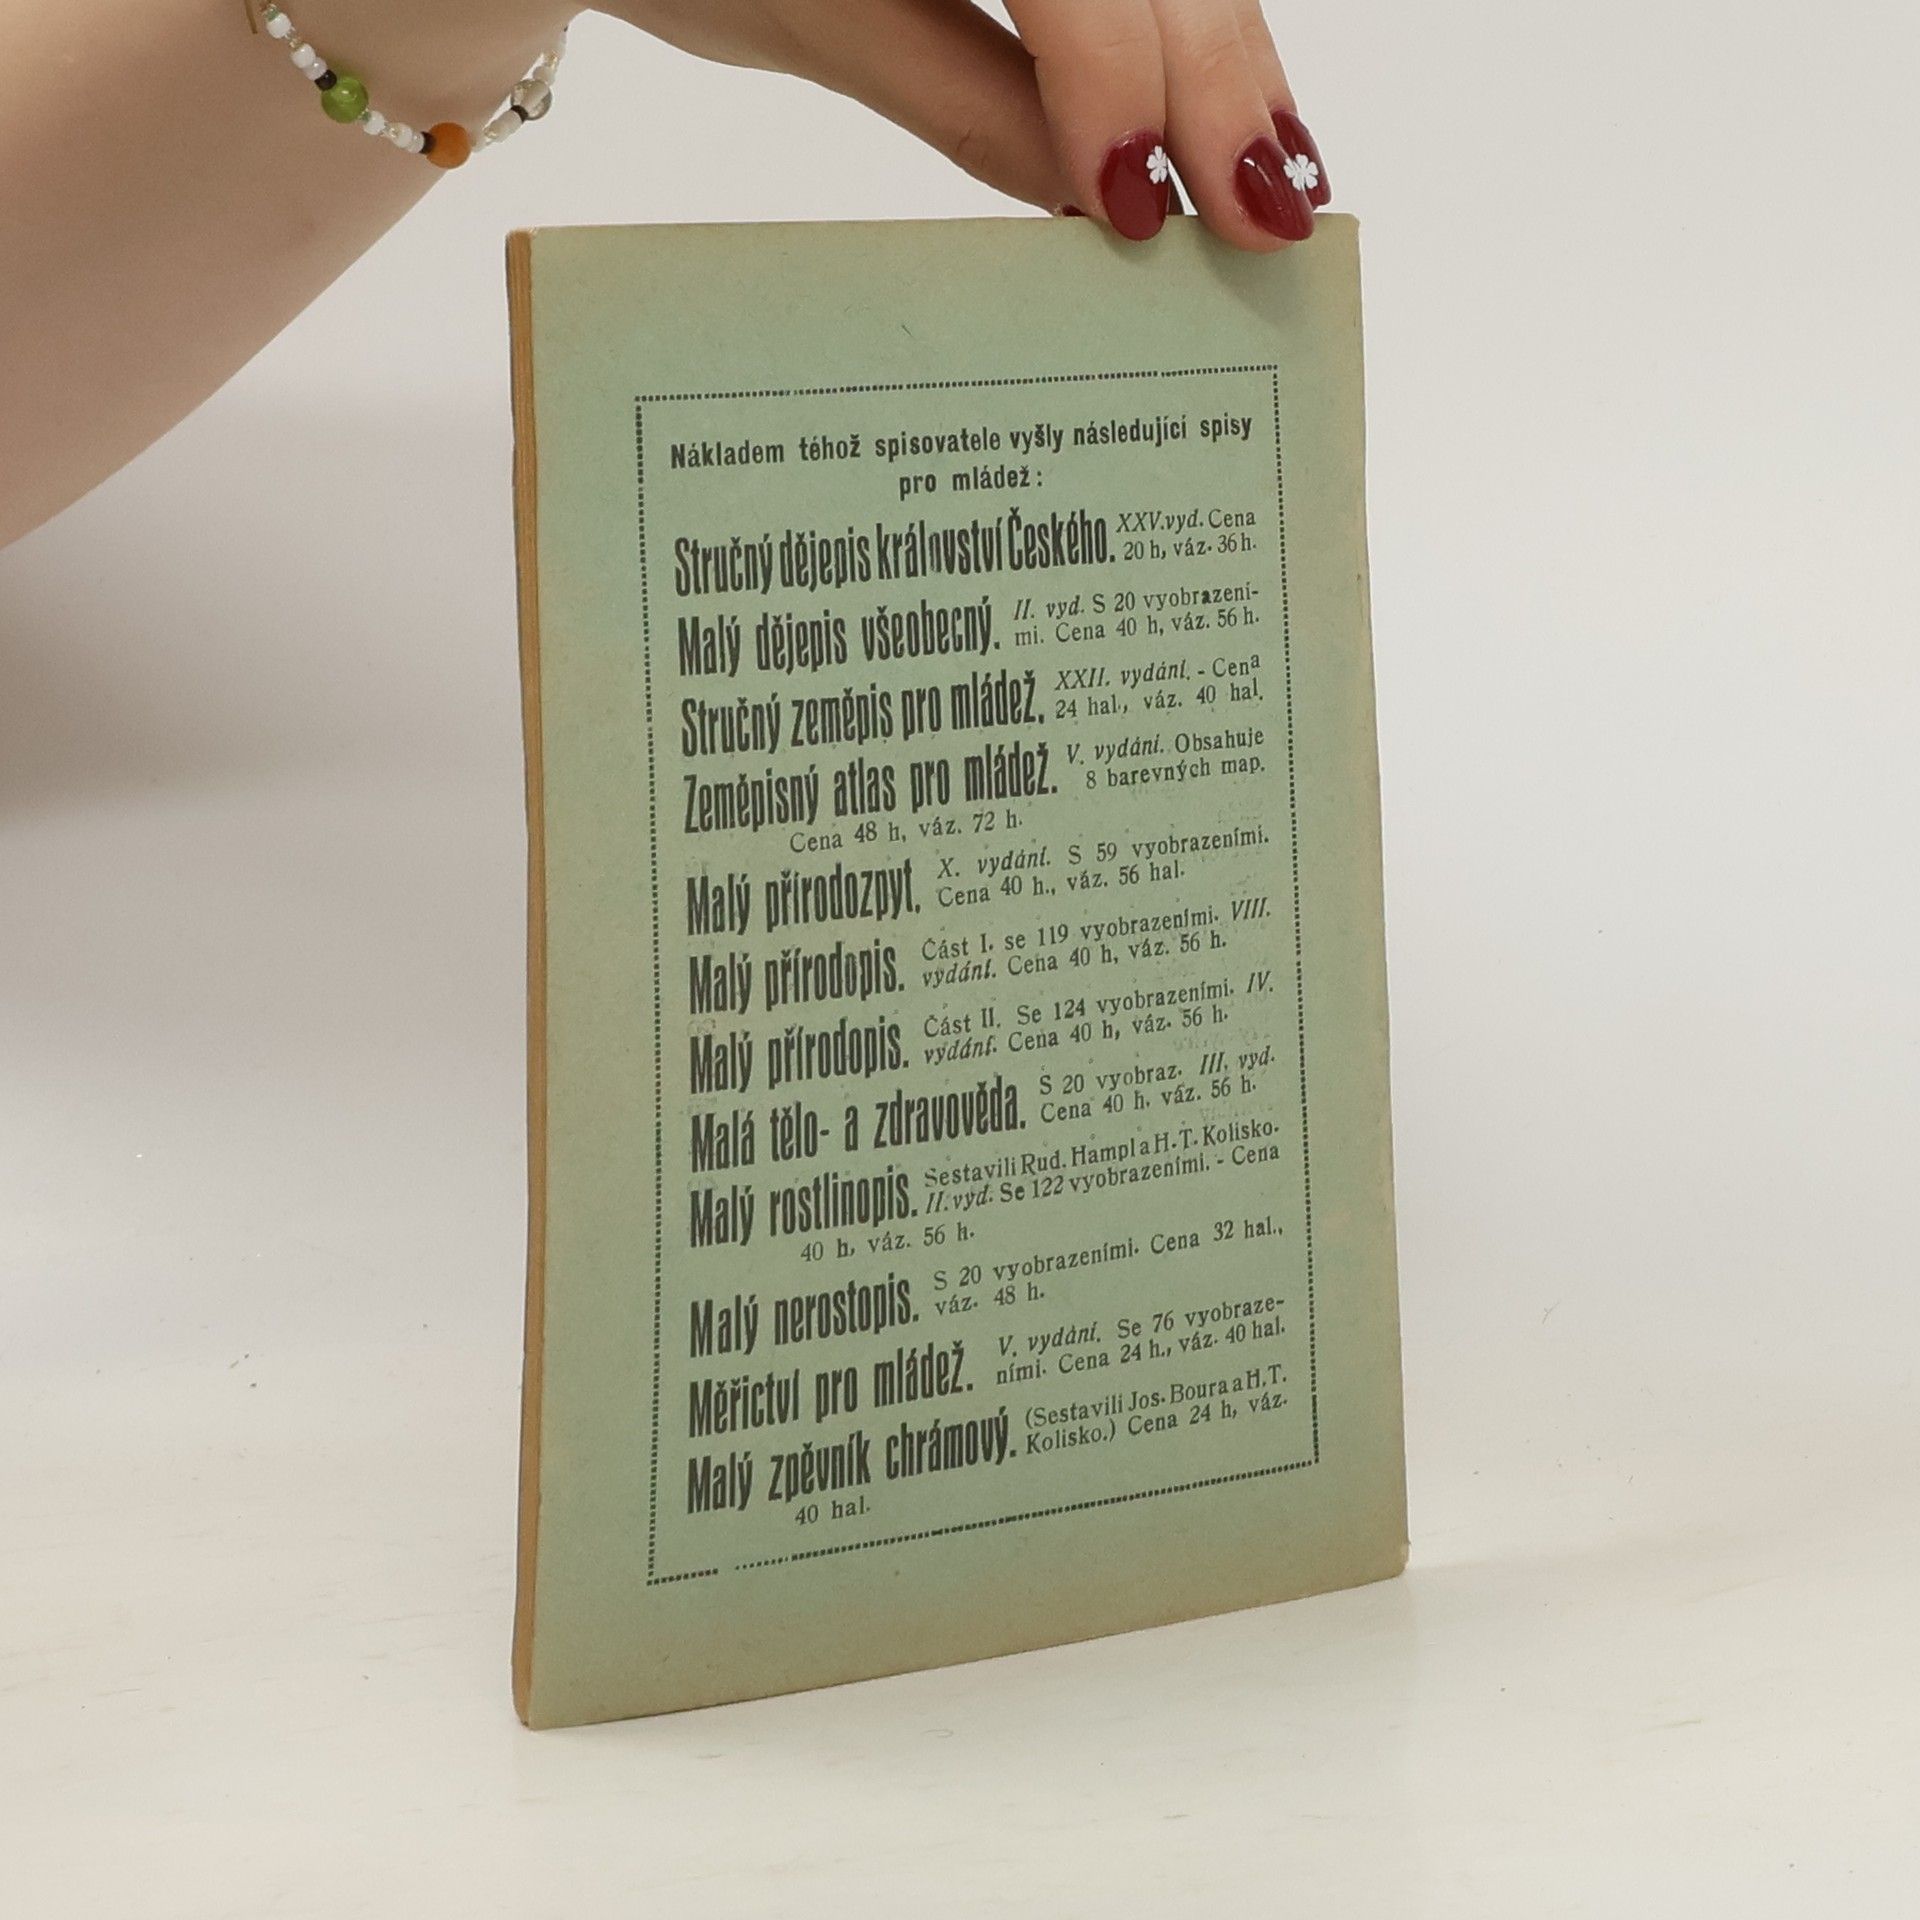 Nákladem téhož spisovatele vyšly následující spisy
pro mládež:
Stručný dějepis království Českého. XXV. vyd. Cena
20 h, váz. 36 h.
Malý dějepis všeobecný. II. vyd. S 20 vyobrazení-
mi. Cena 40 h, váz. 56 h.
Stručný zeměpis pro mládež. XXII. vydání. - Cena
24 hal., váz. 40 hal.
Zeměpisný atlas pro mládež. V. vydání. Obsahuje
8 barevných map.
Cena 48 h, váz. 72 h.
Malý přírodozpyt. X. vydání. S 59 vyobrazeními.
Cena 40 h., váz. 56 hal.
Malý přírodopis. Část I. se 119 vyobrazeními. VIII.
vydání. Cena 40 h, váz. 56 h.
Malý přírodopis. Část II. Se 124 vyobrazeními. IV.
vydání. Cena 40 h, váz. 56 h.
Malá tělo- a zdravověda. S 20 vyobraz. III. vyd.
Cena 40 h, váz. 56 h.
Malý rostlinopis. Sestavili Rud. Hampl a H. T. Kolisko.
II. vyd. Se 122 vyobrazeními. - Cena
40 h, váz. 56 h.
Malý nerostopis. S 20 vyobrazeními. Cena 32 hal.,
váz. 48 h.
Měřictví pro mládež. V. vydání. Se 76 vyobraze-
ními. Cena 24 h., váz. 40 hal.
Malý zpěvník chrámový. (Sestavili Jos. Boura a H. T.
Kolisko.) Cena 24 h, váz.
40 hal.